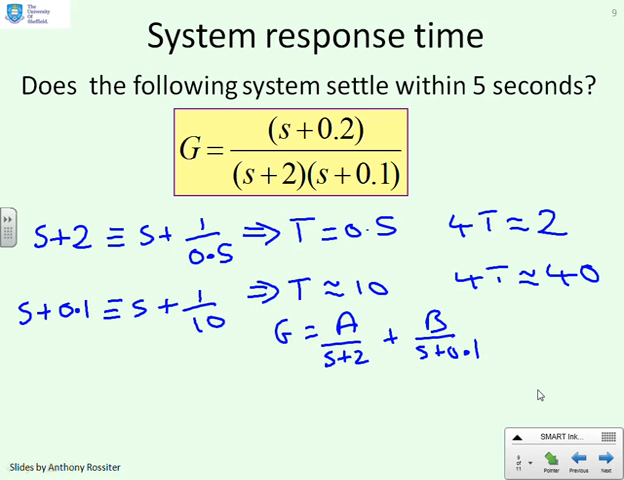 The
University
Of
Sheffield.
9
System response time
Does the following system settle within 5 seconds?
G = (s+0.2) / (s+2)(s+0.1)
S+2 ≡ S+ 1/0.5 ⇒ T=0.5 4T≈2
S+0.1 ≡ S+ 1/10 ⇒ T≈10 4T≈40
G = A/(s+2) + B/(s+0.1)
SMART Ink...
9 of 11 Pointer Previous Next
Slides by Anthony Rossiter